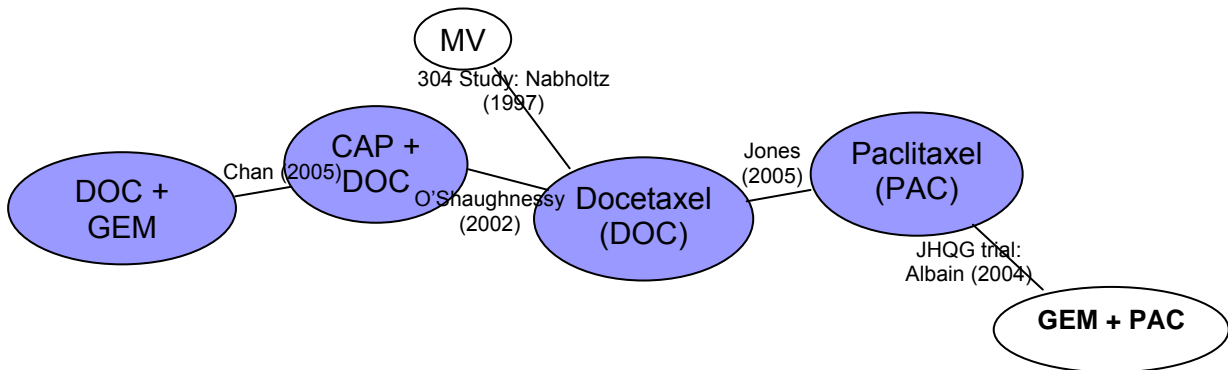 MV
304 Study: Nabholtz
(1997)
CAP +
DOC
Chan (2005)
DOC +
GEM
O'Shaughnessy
(2002)
Docetaxel
(DOC)
Jones
(2005)
Paclitaxel
(PAC)
JHQG trial:
Albain (2004)
GEM + PAC